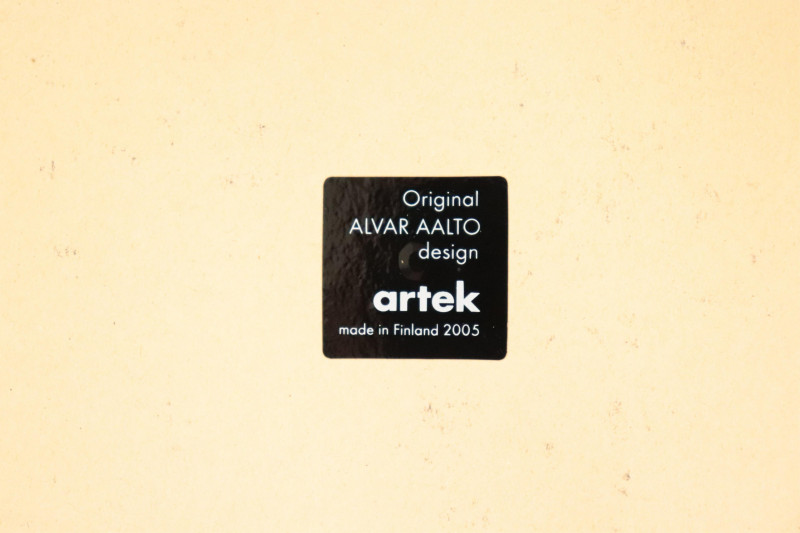 Original
ALVAR AALTO
design
artek
made in Finland 2005